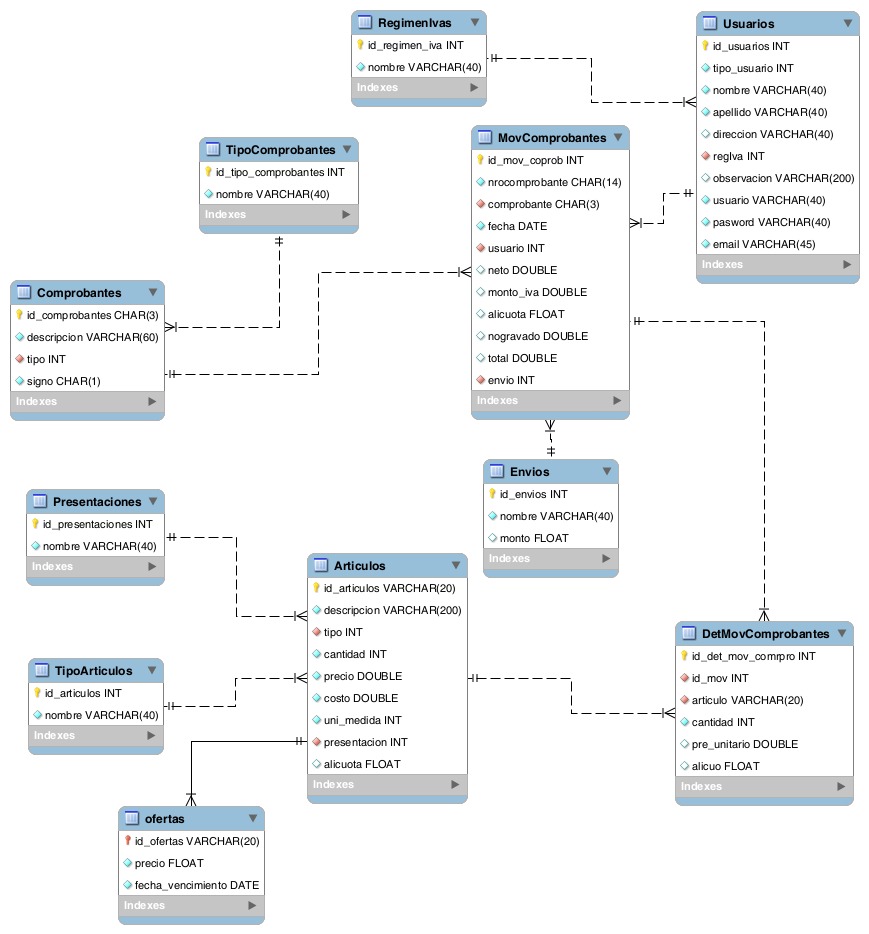 RegimenIvas
id_regimen_iva INT
nombre VARCHAR(40)
Indexes
Usuarios
id_usuarios INT
tipo_usuario INT
nombre VARCHAR(40)
apellido VARCHAR(40)
direccion VARCHAR(40)
regIva INT
observacion VARCHAR(200)
usuario VARCHAR(40)
pasword VARCHAR(40)
email VARCHAR(45)
Indexes
TipoComprobantes
id_tipo_comprobantes INT
nombre VARCHAR(40)
Indexes
MovComprobantes
id_mov_coprob INT
nrocomprobante CHAR(14)
comprobante CHAR(3)
fecha DATE
usuario INT
neto DOUBLE
monto_iva DOUBLE
alicuota FLOAT
nogravado DOUBLE
total DOUBLE
envio INT
Indexes
Comprobantes
id_comprobantes CHAR(3)
descripcion VARCHAR(60)
tipo INT
signo CHAR(1)
Indexes
Envios
id_envios INT
nombre VARCHAR(40)
monto FLOAT
Indexes
Presentaciones
id_presentaciones INT
nombre VARCHAR(40)
Indexes
Articulos
id_articulos VARCHAR(20)
descripcion VARCHAR(200)
tipo INT
cantidad INT
precio DOUBLE
costo DOUBLE
uni_medida INT
presentacion INT
alicuota FLOAT
Indexes
DetMovComprobantes
id_det_mov_comrpro INT
id_mov INT
articulo VARCHAR(20)
cantidad INT
pre_unitario DOUBLE
alicuo FLOAT
Indexes
TipoArticulos
id_articulos INT
nombre VARCHAR(40)
Indexes
ofertas
id_ofertas VARCHAR(20)
precio FLOAT
fecha_vencimiento DATE
Indexes